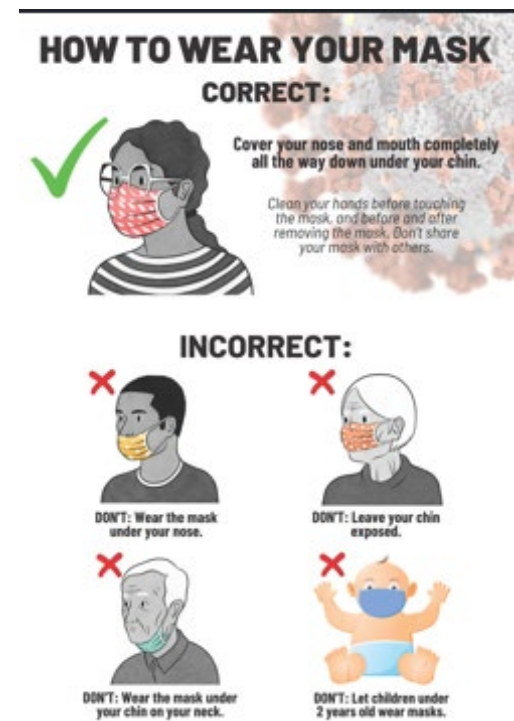 HOW TO WEAR YOUR MASK
CORRECT:
Cover your nose and mouth completely
all the way down under your chin.
Clean your hands before touching
the mask, and before and after
removing the mask. Don't share
your mask with others.
INCORRECT:
DON'T: Wear the mask
under your nose.
DON'T: Leave your chin
exposed.
DON'T: Wear the mask under
your chin on your neck.
DON'T: Let children under
2 years old wear masks.